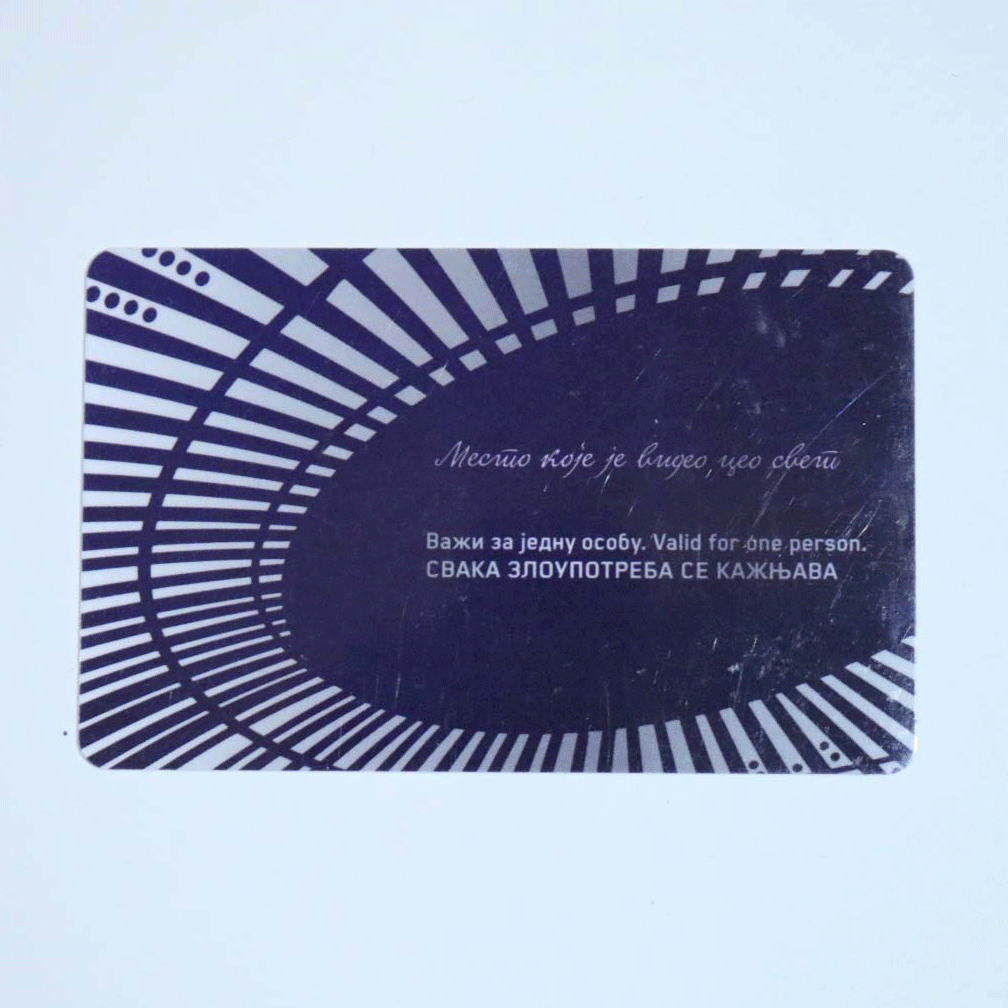 Место које је видео цео свет
Важи за једну особу. Valid for one person.
СВАКА ЗЛОУПОТРЕБА СЕ КАЖЊАВА